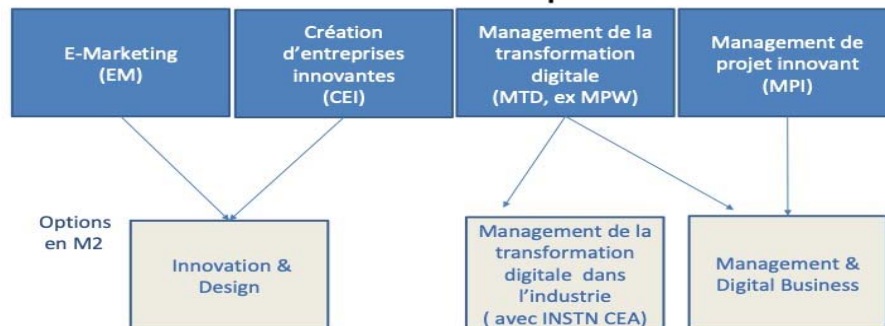 E-Marketing
(EM)
Création
d'entreprises
innovantes
(CEI)
Management de la
transformation
digitale
(MTD, ex MPW)
Management de
projet innovant
(MPI)
Options
en M2
Innovation &
Design
Management de la
transformation
digitale dans
l'industrie
( avec INSTN CEA)
Management &
Digital Business